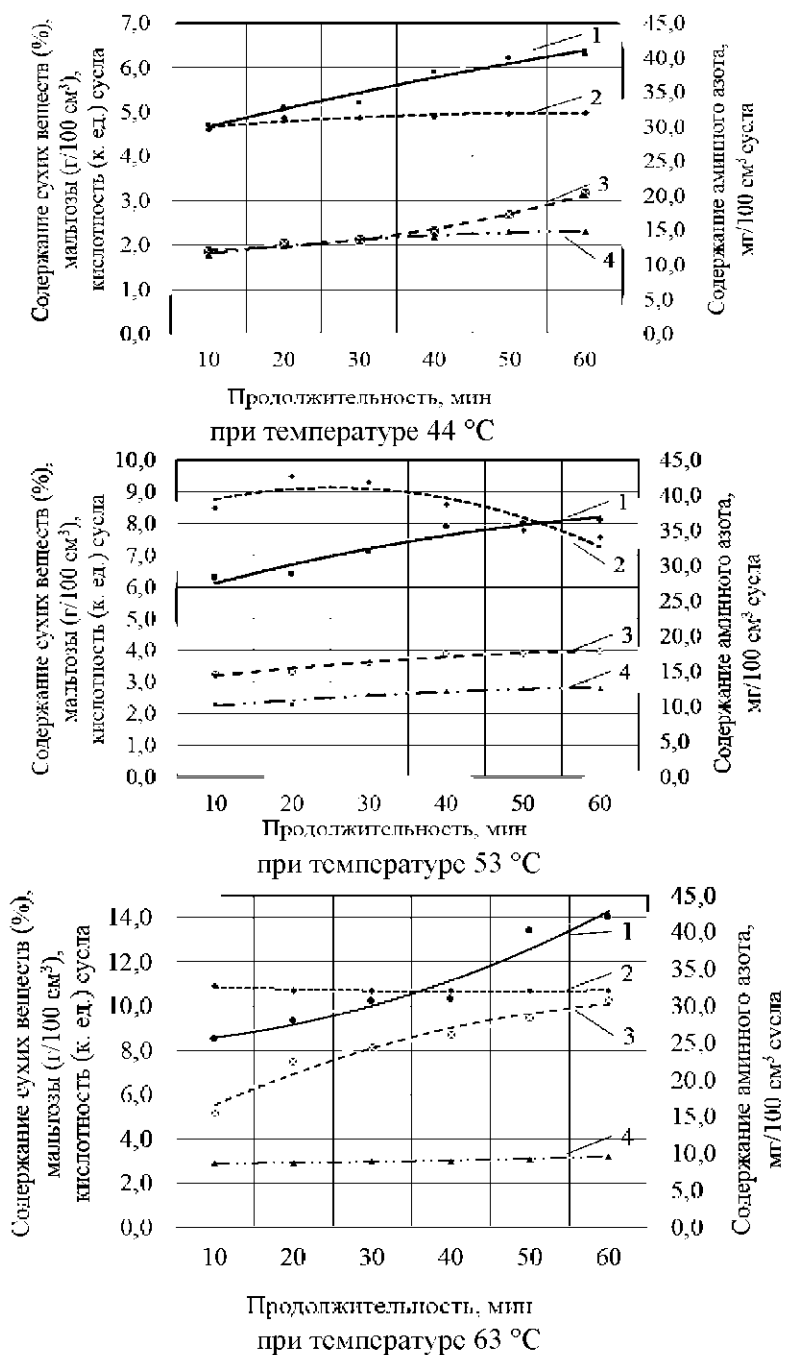 Содержание сухих веществ (%),
мальтозы (г/100 см³),
кислотность (к. ед.) сусла
7,0
6,0
5,0
4,0
3,0
2,0
1,0
0,0
45,0
40,0
35,0
30,0
25,0
20,0
15,0
10,0
5,0
0,0
Содержание аминного азота,
мг/100 см³ сусла
1
2
3
4
10 20 30 40 50 60
Продолжительность, мин
при температуре 44 °C
Содержание сухих веществ (%),
мальтозы (г/100 см³),
кислотность (к. ед.) сусла
10,0
9,0
8,0
7,0
6,0
5,0
4,0
3,0
2,0
1,0
0,0
45,0
40,0
35,0
30,0
25,0
20,0
15,0
10,0
5,0
0,0
Содержание аминного азота,
мг/100 см³ сусла
1
2
3
4
10 20 30 40 50 60
Продолжительность, мин
при температуре 53 °C
Содержание сухих веществ (%),
мальтозы (г/100 см³),
кислотность (к. ед.) сусла
14,0
12,0
10,0
8,0
6,0
4,0
2,0
0,0
45,0
40,0
35,0
30,0
25,0
20,0
15,0
10,0
5,0
0,0
Содержание аминного азота,
мг/100 см³ сусла
1
2
3
4
10 20 30 40 50 60
Продолжительность, мин
при температуре 63 °C